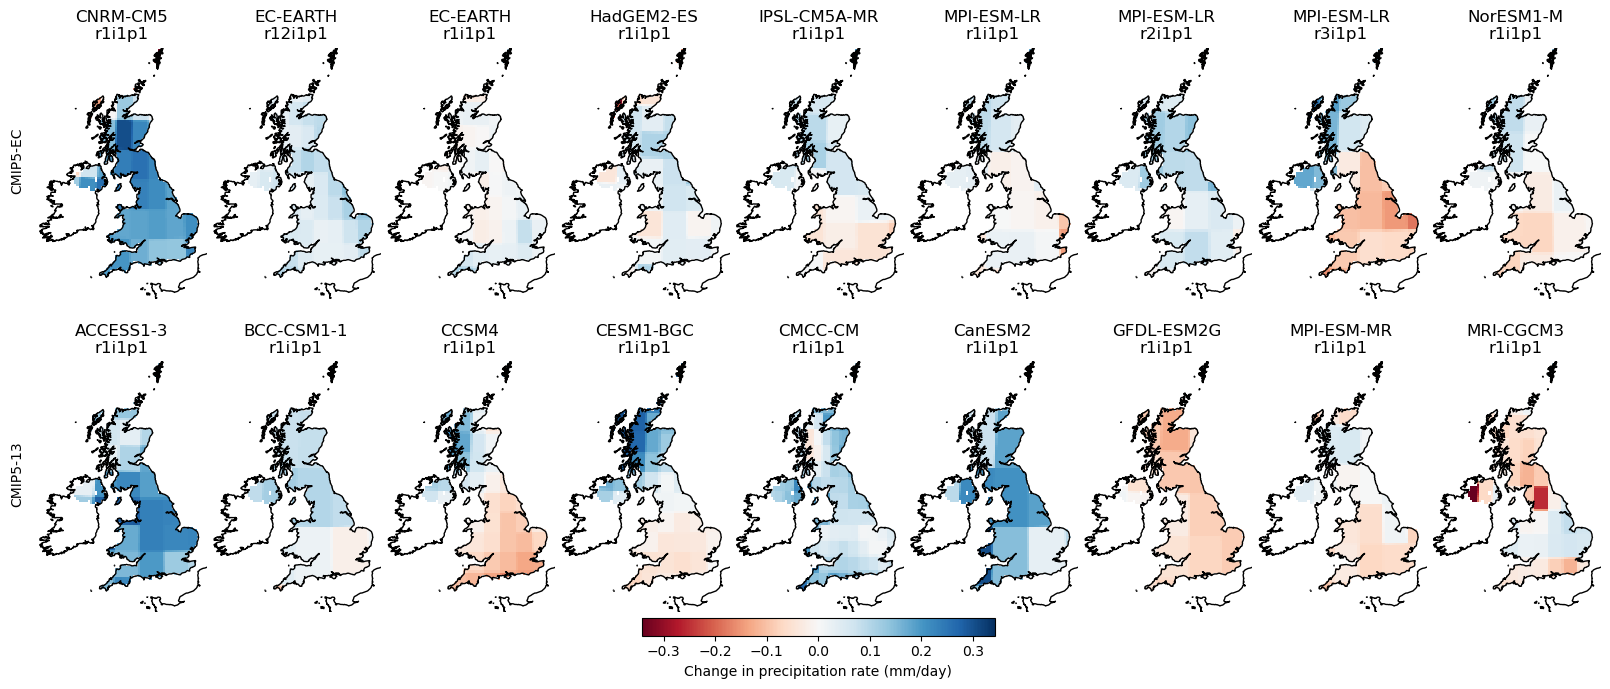 CNRM-CM5
r1i1p1
EC-EARTH
r12i1p1
EC-EARTH
r1i1p1
HadGEM2-ES
r1i1p1
IPSL-CM5A-MR
r1i1p1
MPI-ESM-LR
r1i1p1
MPI-ESM-LR
r2i1p1
MPI-ESM-LR
r3i1p1
NorESM1-M
r1i1p1
CMIP5-EC
ACCESS1-3
r1i1p1
BCC-CSM1-1
r1i1p1
CCSM4
r1i1p1
CESM1-BGC
r1i1p1
CMCC-CM
r1i1p1
CanESM2
r1i1p1
GFDL-ESM2G
r1i1p1
MPI-ESM-MR
r1i1p1
MRI-CGCM3
r1i1p1
CMIP5-13
−0.3 −0.2 −0.1 0.0 0.1 0.2 0.3
Change in precipitation rate (mm/day)